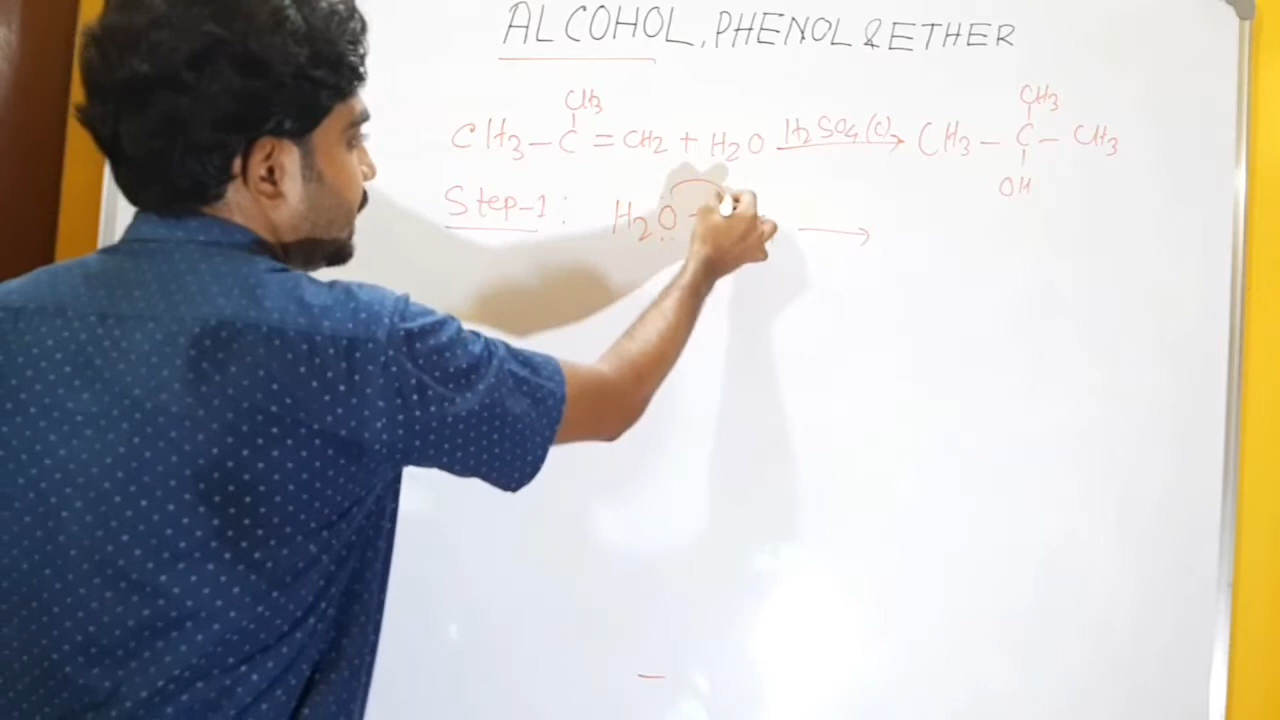 ALCOHOL, PHENOL & ETHER
CH3
CH3
CH3 – C = CH2 + H2O H2SO4 (c) → CH3 – C – CH3
OH
Step-1 : H2O →